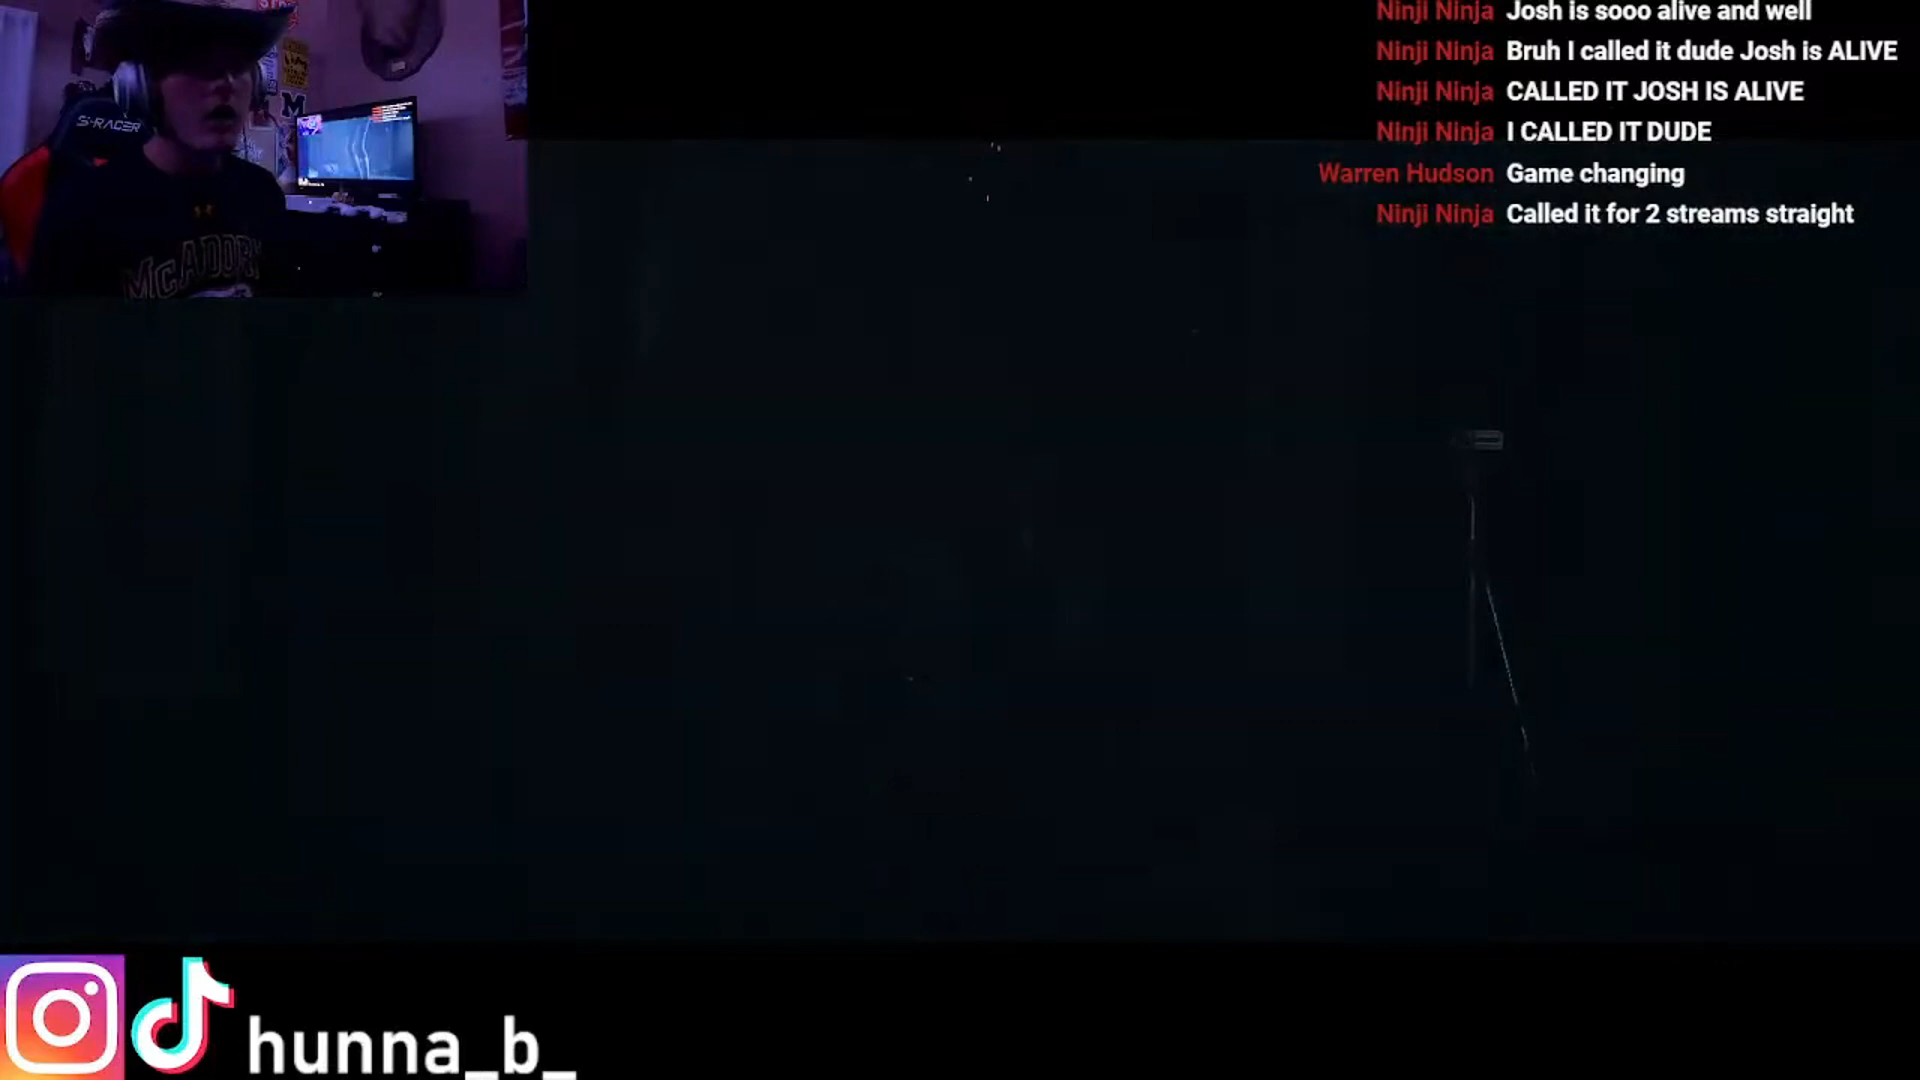 Ninji Ninja Josh is sooo alive and well
Ninji Ninja Bruh I called it dude Josh is ALIVE
Ninji Ninja CALLED IT JOSH IS ALIVE
Ninji Ninja I CALLED IT DUDE
Warren Hudson Game changing
Ninji Ninja Called it for 2 streams straight
S-RACER
M
MCADORY
hunna_b_